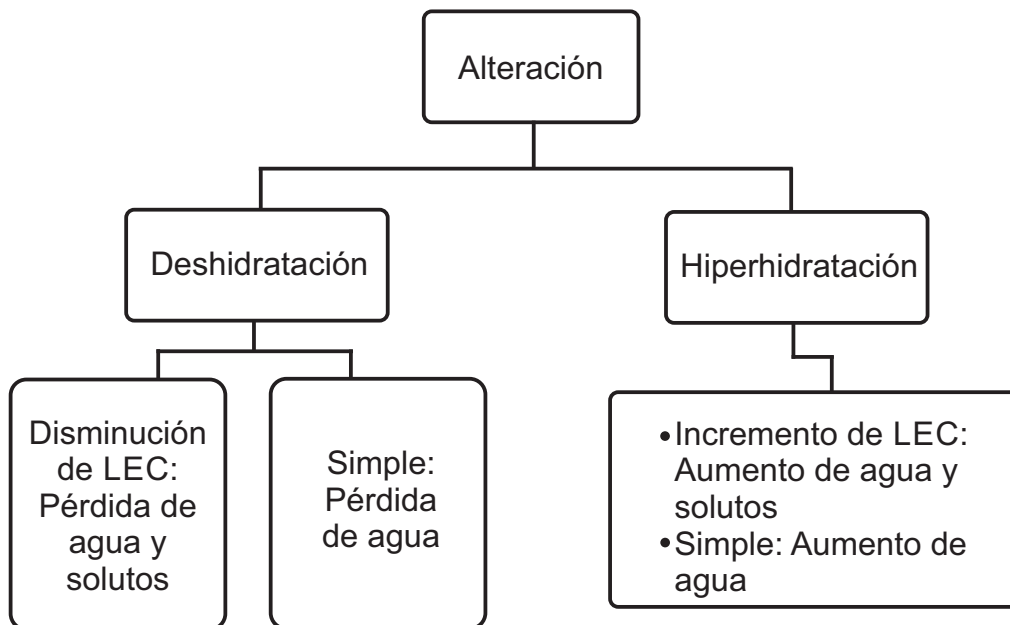 Alteración
Deshidratación
Hiperhidratación
Disminución
de LEC:
Pérdida de
agua y
solutos
Simple:
Pérdida
de agua
•Incremento de LEC:
Aumento de agua y
solutos
•Simple: Aumento de
agua